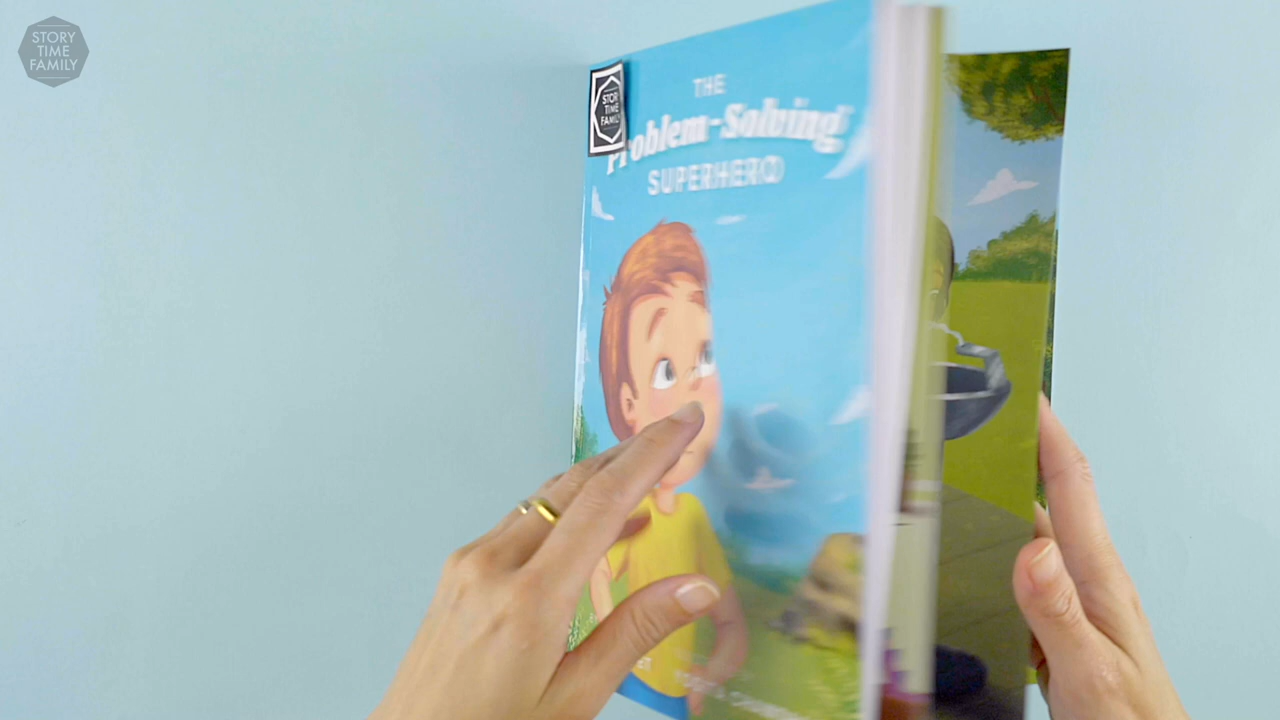 STORY
TIME
FAMILY
STORY
TIME
FAMILY
THE
Problem-Solving
SUPERHERO